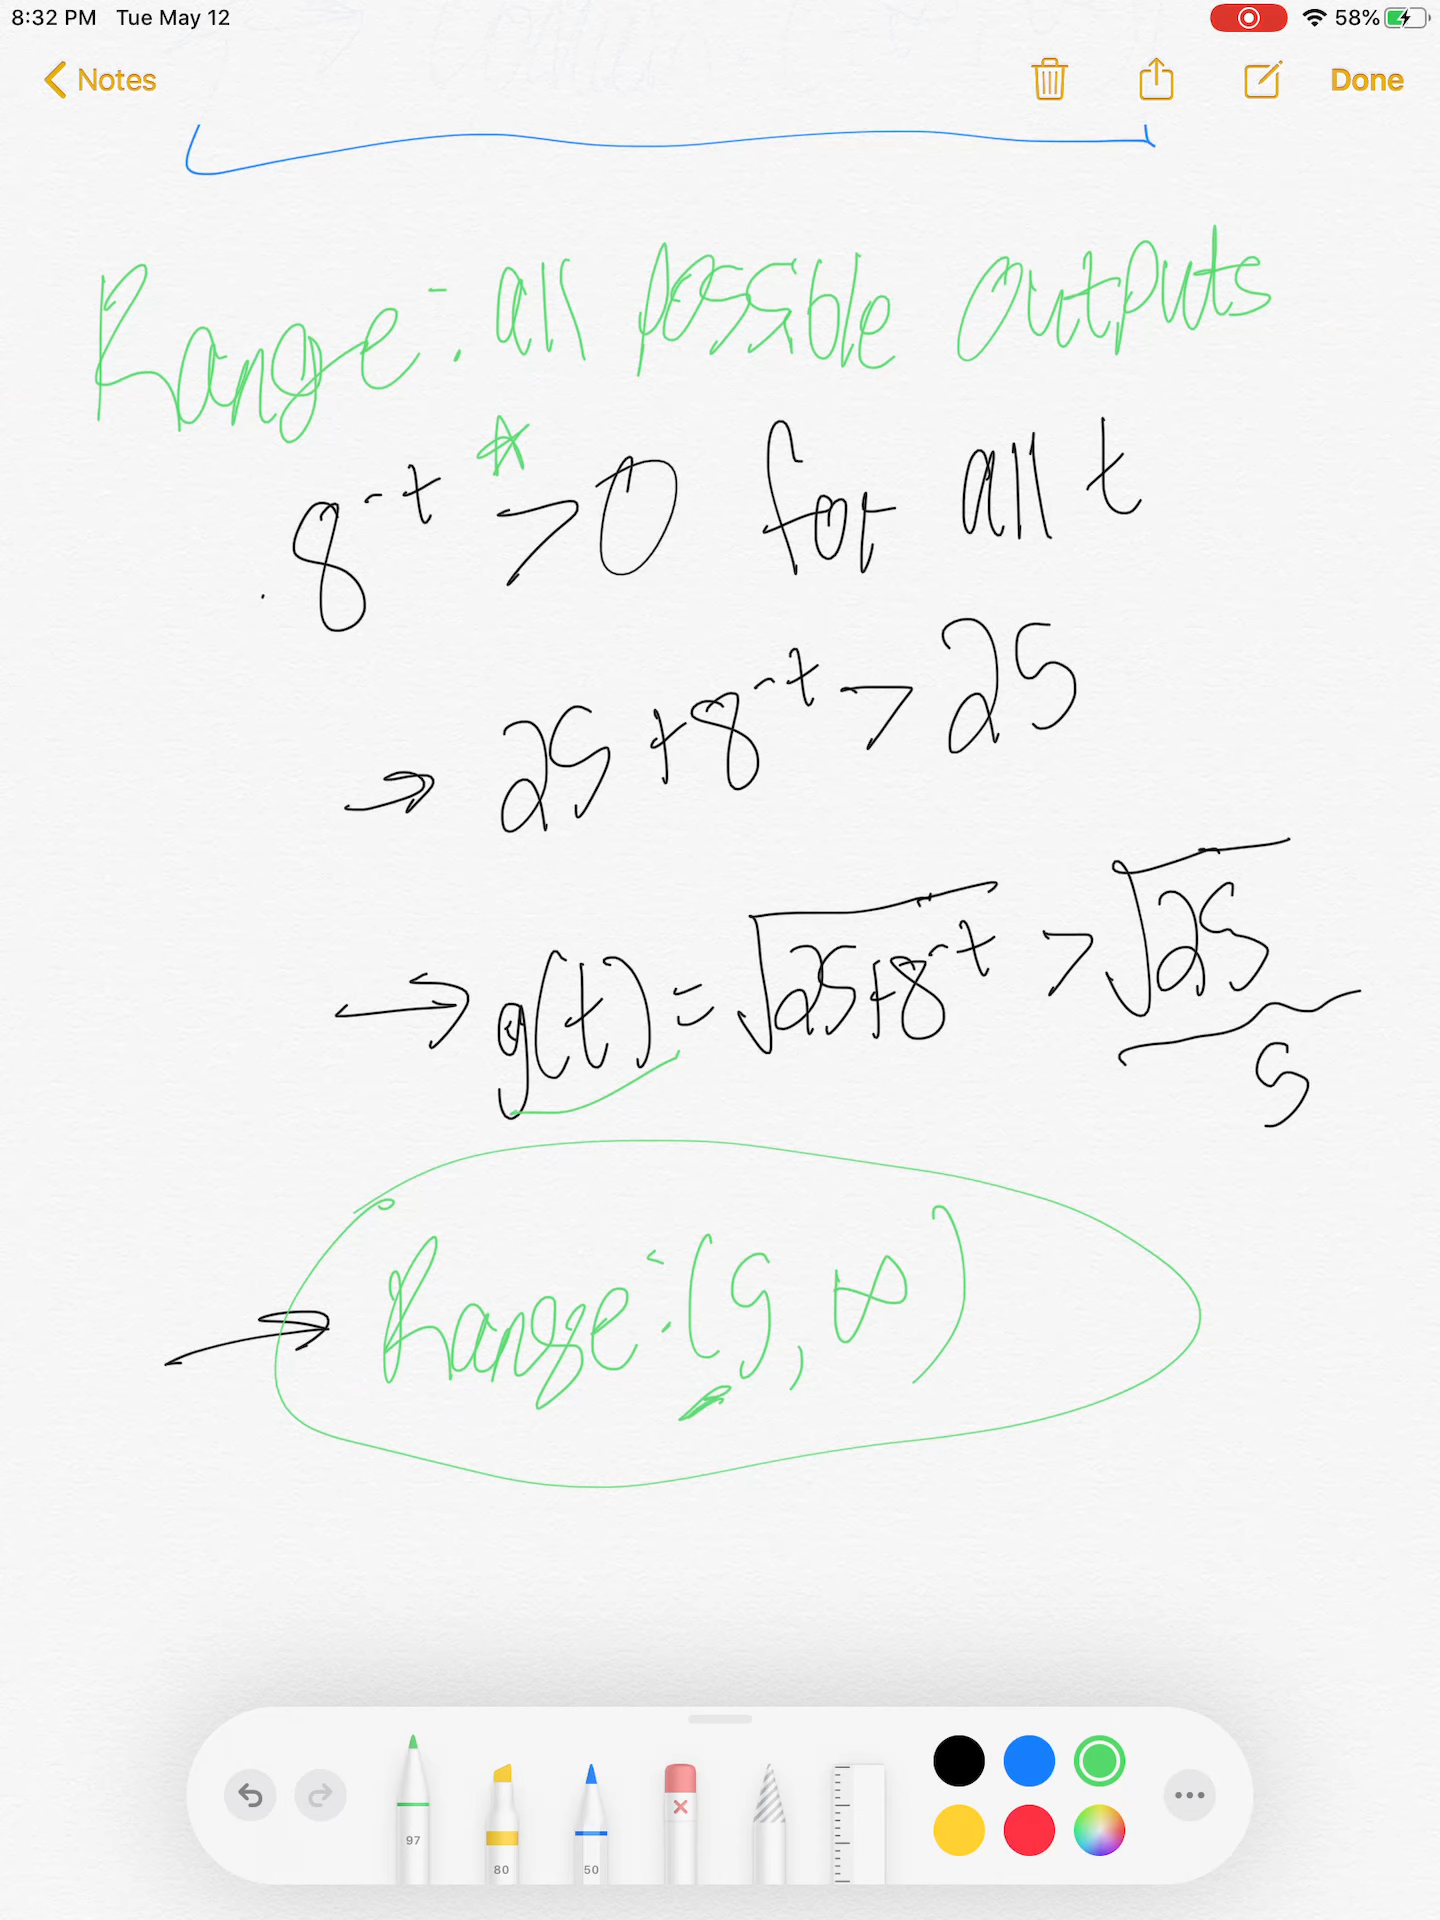 8:32 PM Tue May 12 58%
Notes Done
Range: all possible outputs
8^-t > 0 for all t
→ 25 + 8^-t > 25
→ g(t) = √25+8^-t > √25
5
→ Range: (5, ∞)
97 80 50